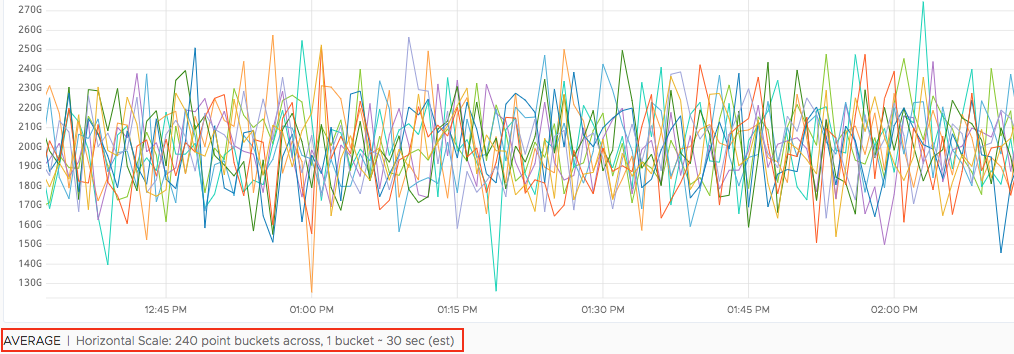 270G
260G
250G
240G
230G
220G
210G
200G
190G
180G
170G
160G
150G
140G
130G
12:45 PM 01:00 PM 01:15 PM 01:30 PM 01:45 PM 02:00 PM
AVERAGE | Horizontal Scale: 240 point buckets across, 1 bucket ~ 30 sec (est)